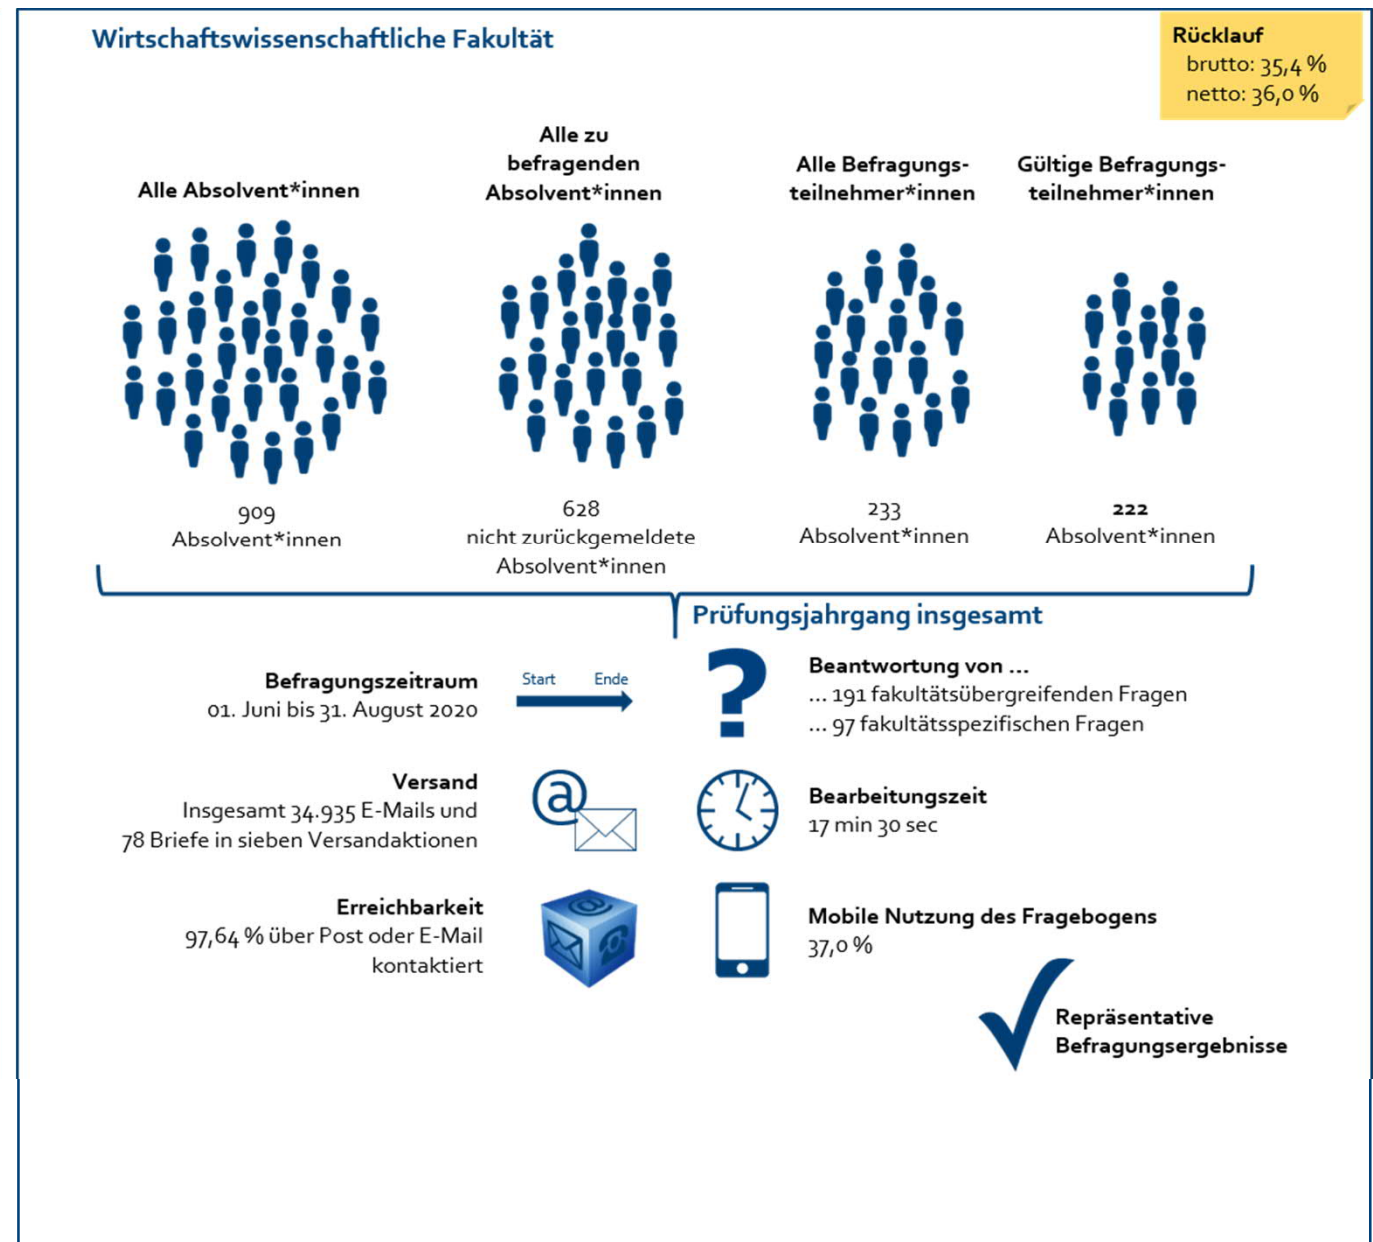 Wirtschaftswissenschaftliche Fakultät
Rücklauf
brutto: 35,4 %
netto: 36,0 %
Alle Absolvent*innen
Alle zu
befragenden
Absolvent*innen
Alle Befragungs-
teilnehmer*innen
Gültige Befragungs-
teilnehmer*innen
909
Absolvent*innen
628
nicht zurückgemeldete
Absolvent*innen
233
Absolvent*innen
222
Absolvent*innen
Prüfungsjahrgang insgesamt
Befragungszeitraum
01. Juni bis 31. August 2020
Start Ende
?
Beantwortung von ...
... 191 fakultätsübergreifenden Fragen
... 97 fakultätsspezifischen Fragen
Versand
Insgesamt 34.935 E-Mails und
78 Briefe in sieben Versandaktionen
@
Bearbeitungszeit
17 min 30 sec
Erreichbarkeit
97,64 % über Post oder E-Mail
kontaktiert
@
Mobile Nutzung des Fragebogens
37,0 %
Repräsentative
Befragungsergebnisse